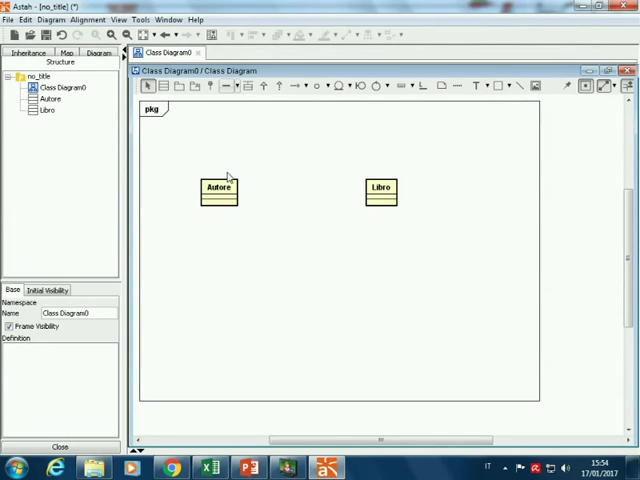 Astah - [no_title] (*)
File Edit Diagram Alignment View Tools Window Help
Inheritance Map Diagram
Structure
no_title
Class Diagram0
Autore
Libro
Class Diagram0
Class Diagram0 / Class Diagram
pkg
Autore
Libro
Base Initial Visibility
Namespace
Name Class Diagram0
Frame Visibility
Definition
Close
IT
15:54
17/01/2017